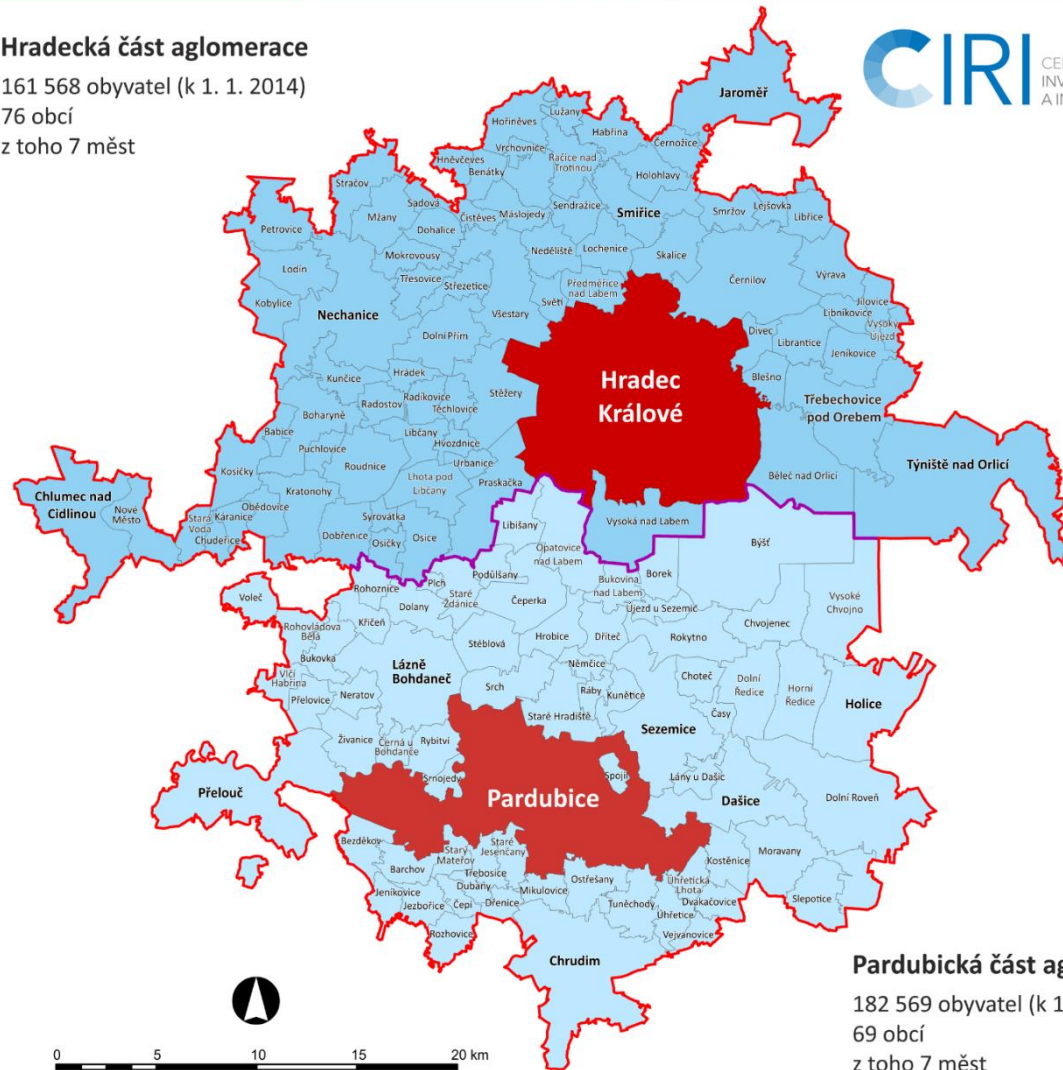 Hradecká část aglomerace
161 568 obyvatel (k 1. 1. 2014)
76 obcí
z toho 7 měst
CIRI
Jaroměř
Lužany
Hořiněves
Habřina
Vrchovnice
Černožice
Račice nad
Trotinou
Hněvčeves
Benátky
Holohlavy
Stračov
Sadová
Sendražice
Mžany
Čistěves
Máslojedy
Smiřice
Smržov
Lejšovka
Libřice
Petrovice
Dohalice
Mokrovousy
Neděliště
Lochenice
Skalice
Lodín
Třesovice
Střezetice
Předměřice
nad Labem
Černilov
Výrava
Kobylice
Nechanice
Světí
Všestary
Jílovice
Libníkovice
Vysoký
Újezd
Dolní Přím
Divec
Librantice
Jeníkovice
Kunčice
Hrádek
Stěžery
Hradec
Králové
Blešno
Třebechovice
pod Orebem
Radostov
Radíkovice
Těchlovice
Boharyně
Babice
Puchlovice
Libčany
Hvozdnice
Urbanice
Kosičky
Roudnice
Lhota pod
Libčany
Praskačka
Běleč nad Orlicí
Týniště nad Orlicí
Chlumec nad
Cidlinou
Nové
Město
Kratonohy
Obědovice
Stará
Voda
Káranice
Chudeřice
Syrovátka
Dobřenice
Osičky
Osice
Libišany
Vysoká nad Labem
Býšť
Opatovice
nad Labem
Voleč
Rohoznice
Plch
Podůlšany
Staré
Ždánice
Bukovina
nad Labem
Borek
Vysoké
Chvojno
Dolany
Čeperka
Újezd u Sezemic
Chvojenec
Rohovládova
Bělá
Křičeň
Bukovka
Stéblová
Hrobice
Dříteč
Rokytno
Vlčí
Habřina
Lázně
Bohdaneč
Němčice
Choteč
Dolní
Ředice
Horní
Ředice
Přelovice
Neratov
Srch
Ráby
Kunětice
Holice
Staré Hradiště
Sezemice
Časy
Živanice
Černá u
Bohdanče
Rybitví
Srnojedy
Spojil
Lány u Dašic
Přelouč
Pardubice
Dašice
Dolní Roveň
Bezděkov
Starý
Mateřov
Staré
Jesenčany
Moravany
Kostěnice
Barchov
Třebosice
Ostřešany
Úhřetická
Lhota
Jeníkovice
Dubany
Mikulovice
Dvakačovice
Slepotice
Jezbořice
Čepí
Dřenice
Tuněchody
Úhřetice
Rozhovice
Vejvanovice
Chrudim
Pardubická část
182 569 obyvatel (k
69 obcí
z toho 7 měst
0 5 10 15 20 km